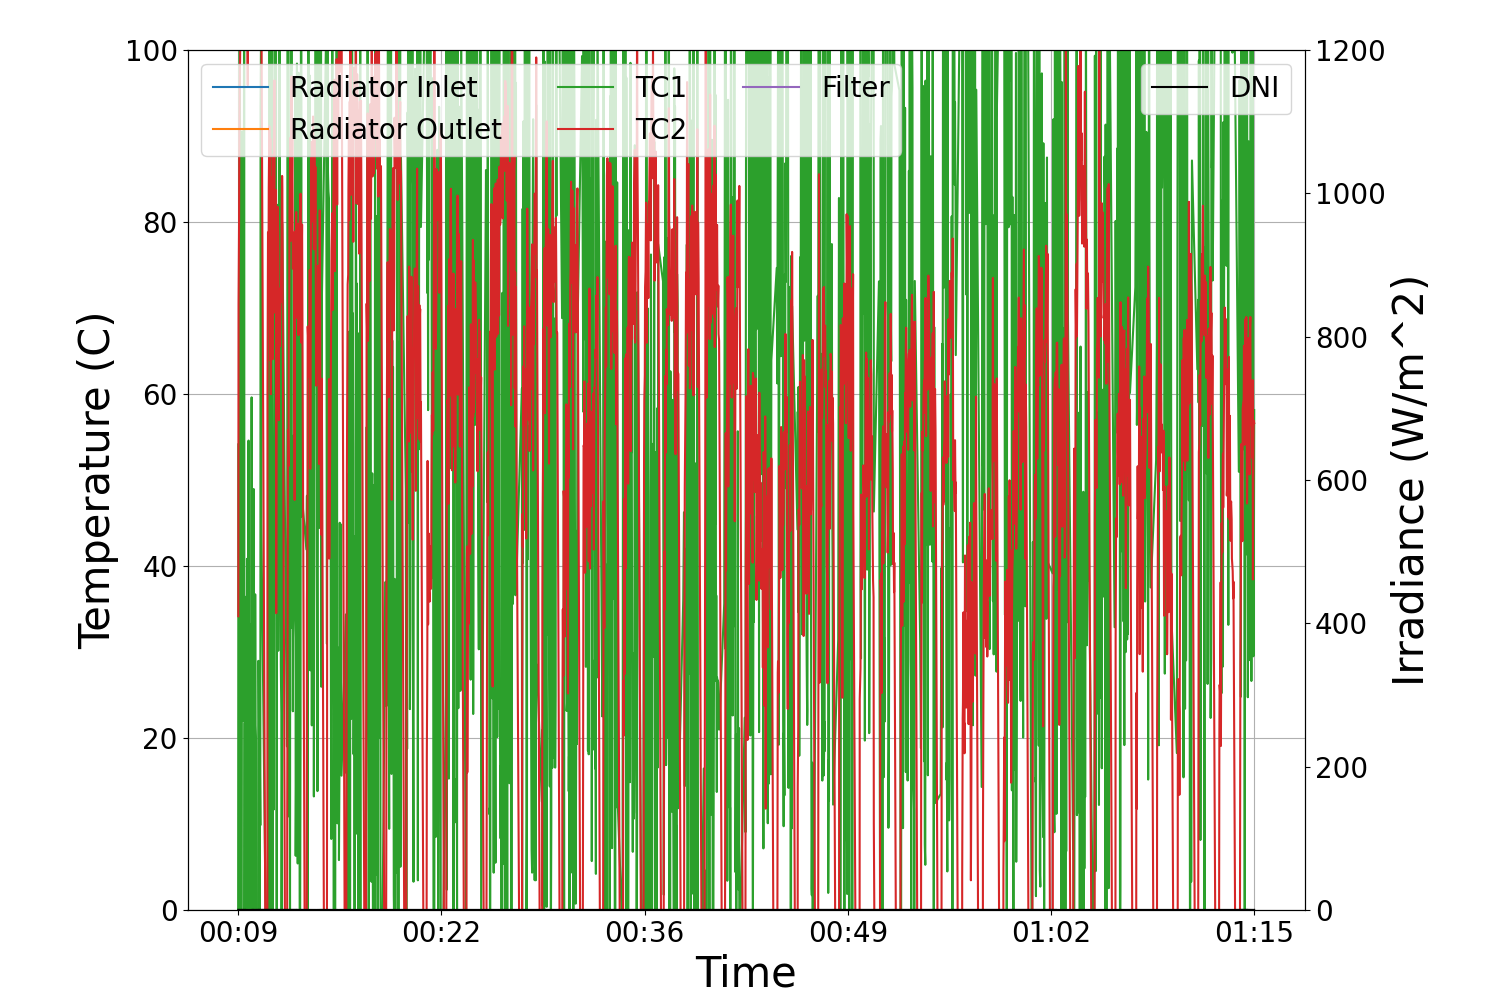 Radiator Inlet
Radiator Outlet
TC1
TC2
Filter
DNI
Temperature (C)
100
80
60
40
20
0
Irradiance (W/m^2)
1200
1000
800
600
400
200
0
00:09 00:22 00:36 00:49 01:02 01:15
Time